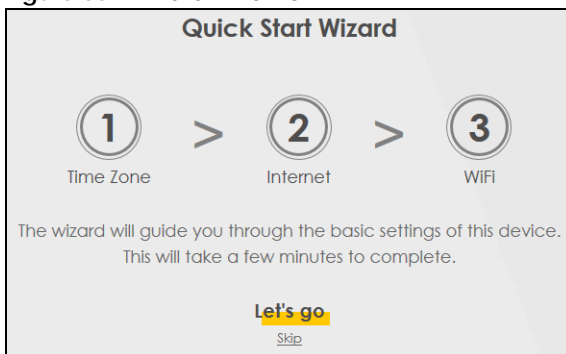 Quick Start Wizard
1 > 2 > 3
Time Zone Internet WiFi
The wizard will guide you through the basic settings of this device.
This will take a few minutes to complete.
Let's go
Skip